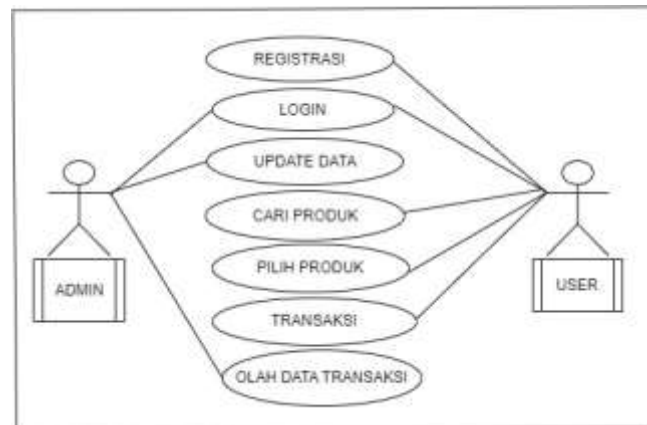 REGISTRASI
LOGIN
UPDATE DATA
CARI PRODUK
PILIH PRODUK
TRANSAKSI
OLAH DATA TRANSAKSI
ADMIN
USER